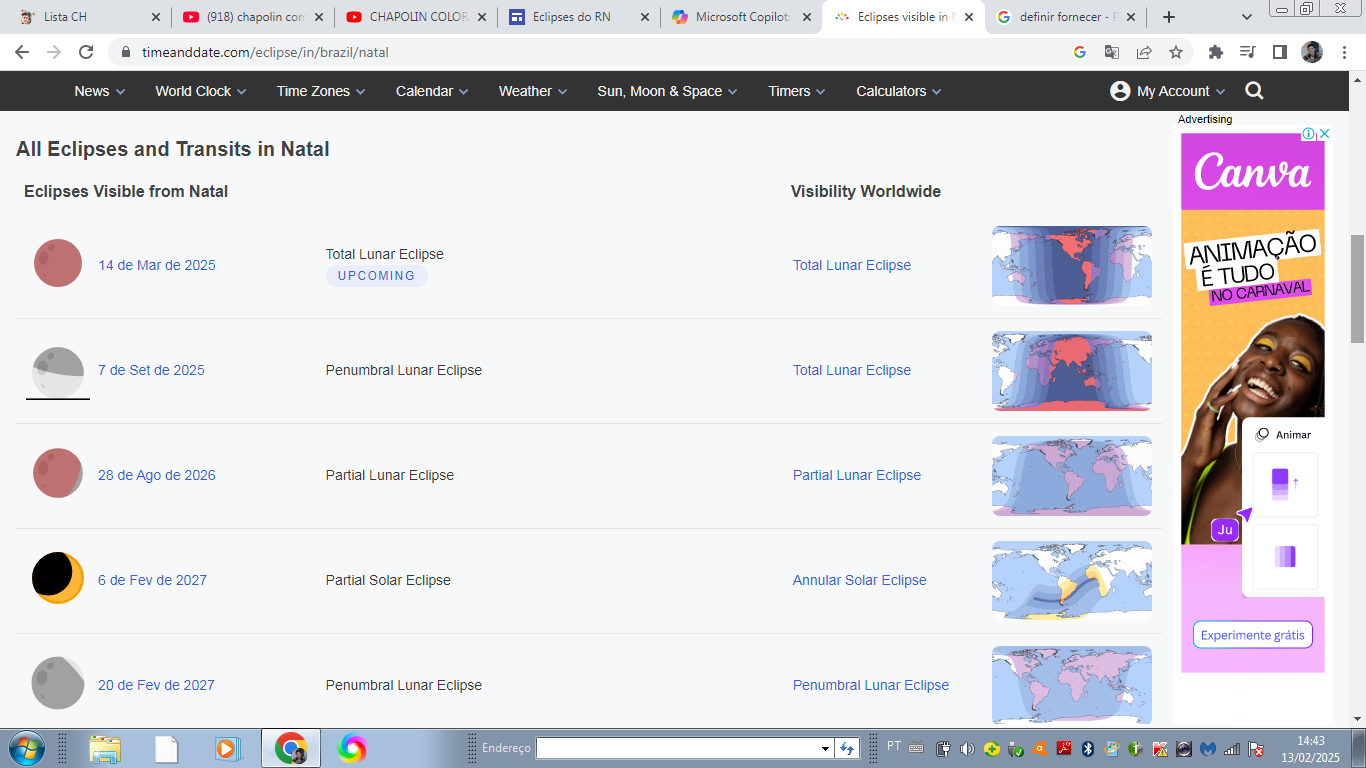 Lista CH
(918) chapolin com
CHAPOLIN COLOR
Eclipses do RN
Microsoft Copilot:
Eclipses visible in N
definir fornecer - P
timeanddate.com/eclipse/in/brazil/natal
News
World Clock
Time Zones
Calendar
Weather
Sun, Moon & Space
Timers
Calculators
My Account
All Eclipses and Transits in Natal
Eclipses Visible from Natal
Visibility Worldwide
14 de Mar de 2025
Total Lunar Eclipse
UPCOMING
Total Lunar Eclipse
7 de Set de 2025
Penumbral Lunar Eclipse
Total Lunar Eclipse
28 de Ago de 2026
Partial Lunar Eclipse
Partial Lunar Eclipse
6 de Fev de 2027
Partial Solar Eclipse
Annular Solar Eclipse
20 de Fev de 2027
Penumbral Lunar Eclipse
Penumbral Lunar Eclipse
Advertising
Canva
ANIMAÇÃO
É TUDO
NO CARNAVAL
Animar
Ju
Experimente grátis
Endereço
PT
14:43
13/02/2025